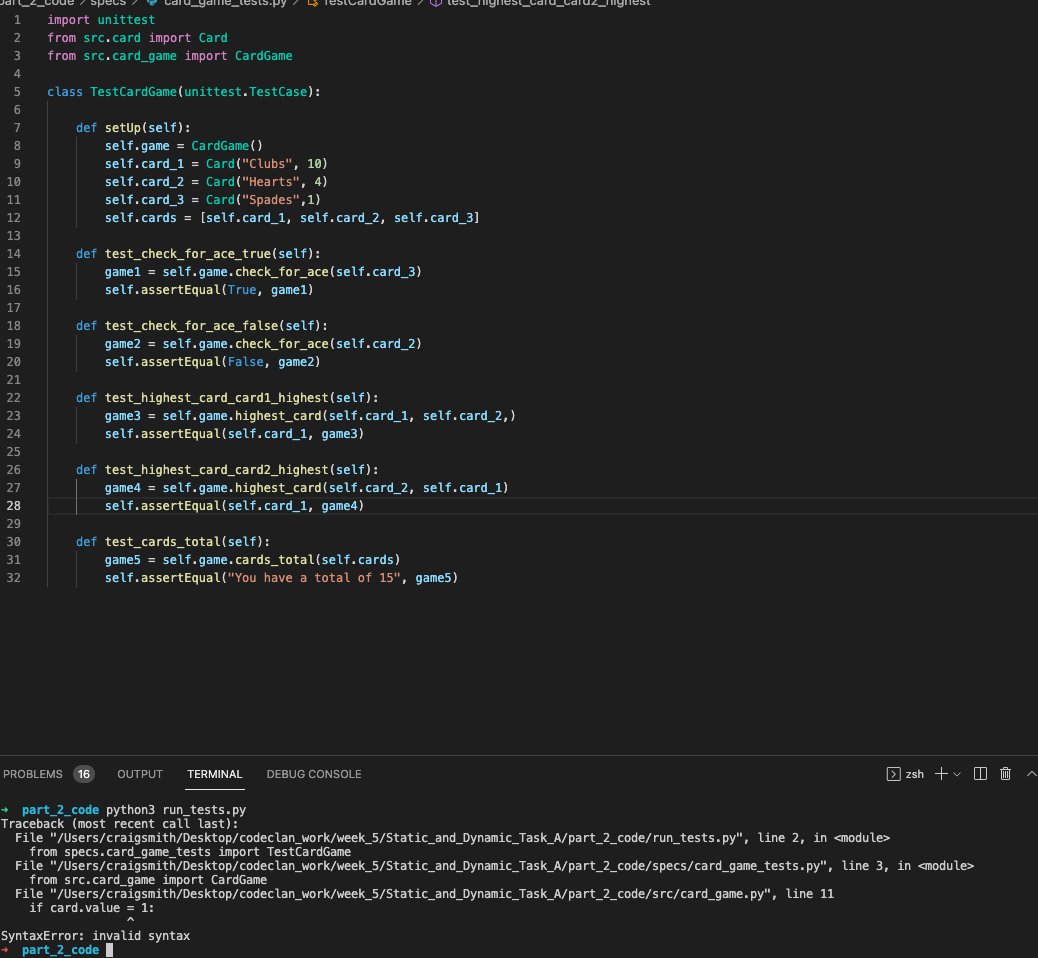 part_2_code > specs > card_game_tests.py > TestCardGame > test_highest_card_card2_highest
1 import unittest
2 from src.card import Card
3 from src.card_game import CardGame
4
5 class TestCardGame(unittest.TestCase):
6
7 def setUp(self):
8 self.game = CardGame()
9 self.card_1 = Card("Clubs", 10)
10 self.card_2 = Card("Hearts", 4)
11 self.card_3 = Card("Spades",1)
12 self.cards = [self.card_1, self.card_2, self.card_3]
13
14 def test_check_for_ace_true(self):
15 game1 = self.game.check_for_ace(self.card_3)
16 self.assertEqual(True, game1)
17
18 def test_check_for_ace_false(self):
19 game2 = self.game.check_for_ace(self.card_2)
20 self.assertEqual(False, game2)
21
22 def test_highest_card_card1_highest(self):
23 game3 = self.game.highest_card(self.card_1, self.card_2,)
24 self.assertEqual(self.card_1, game3)
25
26 def test_highest_card_card2_highest(self):
27 game4 = self.game.highest_card(self.card_2, self.card_1)
28 self.assertEqual(self.card_1, game4)
29
30 def test_cards_total(self):
31 game5 = self.game.cards_total(self.cards)
32 self.assertEqual("You have a total of 15", game5)
PROBLEMS 16 OUTPUT TERMINAL DEBUG CONSOLE zsh
→ part_2_code python3 run_tests.py
Traceback (most recent call last):
File "/Users/craigsmith/Desktop/codeclan_work/week_5/Static_and_Dynamic_Task_A/part_2_code/run_tests.py", line 2, in <module>
from specs.card_game_tests import TestCardGame
File "/Users/craigsmith/Desktop/codeclan_work/week_5/Static_and_Dynamic_Task_A/part_2_code/specs/card_game_tests.py", line 3, in <module>
from src.card_game import CardGame
File "/Users/craigsmith/Desktop/codeclan_work/week_5/Static_and_Dynamic_Task_A/part_2_code/src/card_game.py", line 11
if card.value = 1:
^
SyntaxError: invalid syntax
→ part_2_code